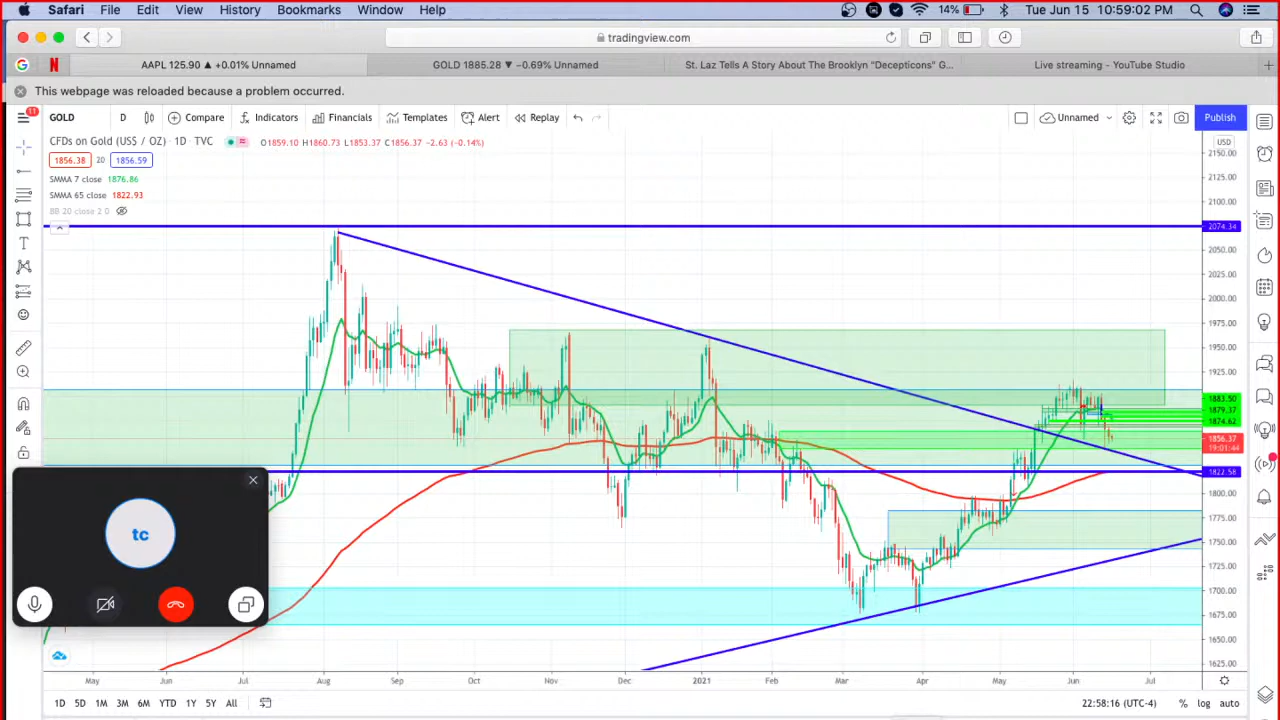 Safari File Edit View History Bookmarks Window Help 14% Tue Jun 15 10:59:02 PM
tradingview.com
AAPL 125.90 ▲ +0.01% Unnamed GOLD 1885.28 ▼ −0.69% Unnamed St. Laz Tells A Story About The Brooklyn "Decepticons" G... Live streaming - YouTube Studio
This webpage was reloaded because a problem occurred.
11 GOLD D Compare Indicators Financials Templates Alert Replay Unnamed Publish
CFDs on Gold (US$ / OZ) · 1D · TVC O1859.10 H1860.73 L1853.37 C1856.37 −2.63 (−0.14%) USD
1856.38 20 1856.59
SMMA 7 close 1876.86
SMMA 65 close 1822.93
BB 20 close 2 0
2150.00
2125.00
2100.00
2074.34
2050.00
2025.00
2000.00
1975.00
1950.00
1925.00
1883.50
1879.37
1874.62
1856.37
19:01:44
1822.58
1800.00
1775.00
1750.00
1725.00
1700.00
1675.00
1650.00
1625.00
tc
May Jun Jul Aug Sep Oct Nov Dec 2021 Feb Mar Apr May Jun Jul
1D 5D 1M 3M 6M YTD 1Y 5Y All 22:58:16 (UTC-4) % log auto